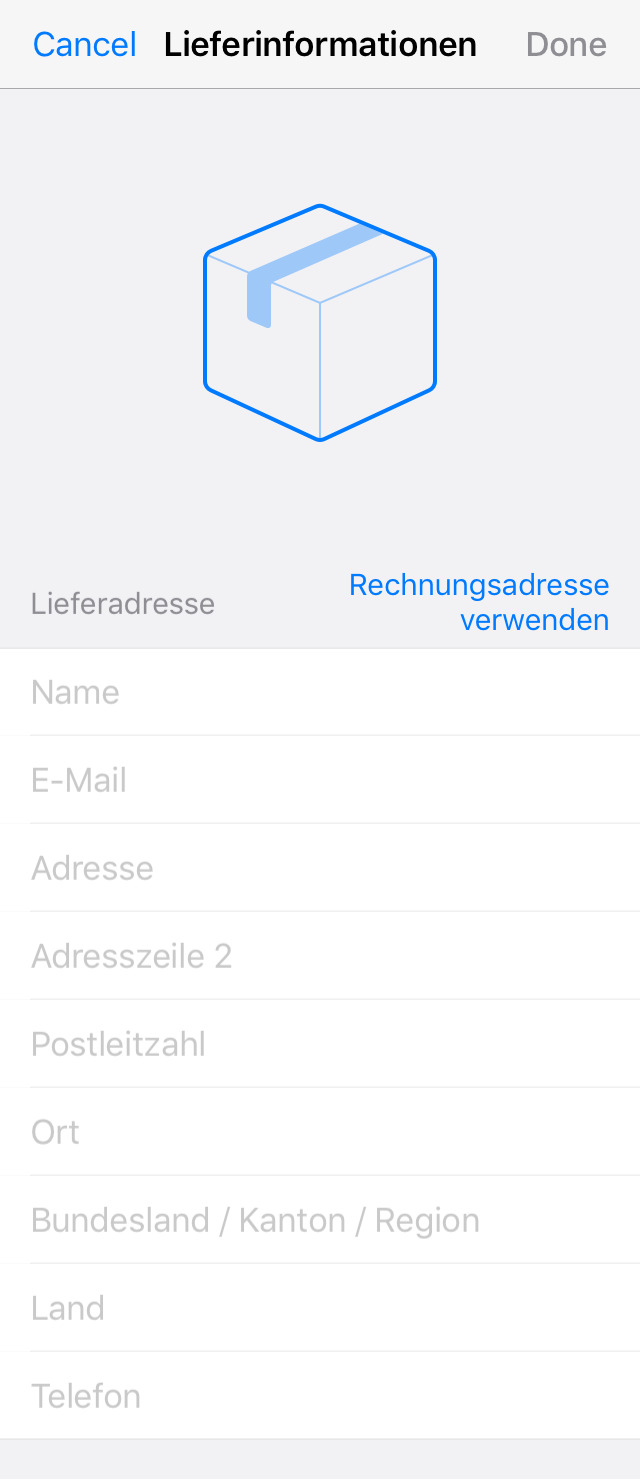 Cancel Lieferinformationen Done
Lieferadresse
Rechnungsadresse
verwenden
Name
E-Mail
Adresse
Adresszeile 2
Postleitzahl
Ort
Bundesland / Kanton / Region
Land
Telefon